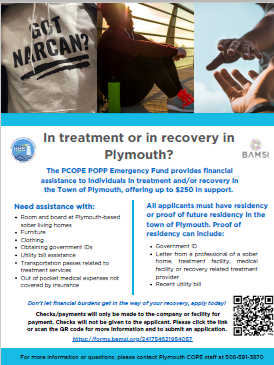 GOT
NARCAN?
In treatment or in recovery in
Plymouth?
BAMSI
The PCOPE POPP Emergency Fund provides financial
assistance to individuals in treatment and/or recovery in
the Town of Plymouth, offering up to $250 in support.
Need assistance with:
• Room and board at Plymouth-based
sober living homes
• Furniture
• Clothing
• Obtaining government IDs
• Utility bill assistance
• Transportation passes related to
treatment services
• Out of pocket medical expenses not
covered by insurance
All applicants must have residency
or proof of future residency in the
town of Plymouth. Proof of
residency can include:
• Government ID
• Letter from a professional of a sober
home, treatment facility, medical
facility or recovery related treatment
provider
• Recent utility bill
Don't let financial burdens get in the way of your recovery, apply today!
Checks/payments will only be made to the company or facility for
payment. Checks will not be given to the applicant. Please click the link
or scan the QR code for more information and to submit an application.
https://forms.bamsi.org/241754621954057
For more information or questions, please contact Plymouth COPE staff at 508-591-3570